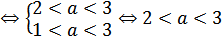 ⇔ { 2 < a < 3
1 < a < 3 ⇔ 2 < a < 3